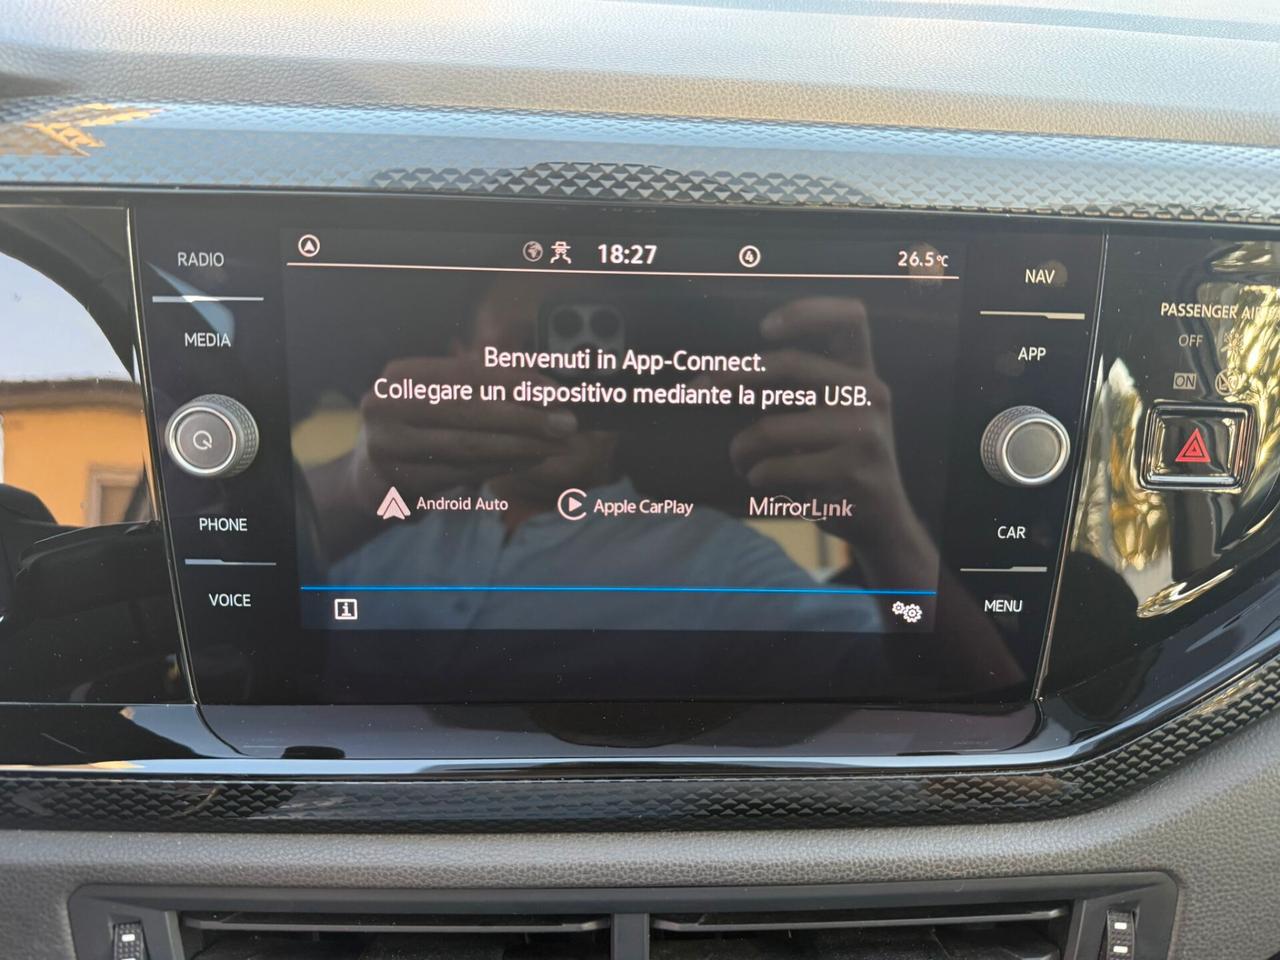 RADIO
MEDIA
PHONE
VOICE
18:27
4
26.5°C
Benvenuti in App-Connect.
Collegare un dispositivo mediante la presa USB.
Android Auto
Apple CarPlay
MirrorLink
i
NAV
APP
CAR
MENU
PASSENGER
OFF
ON